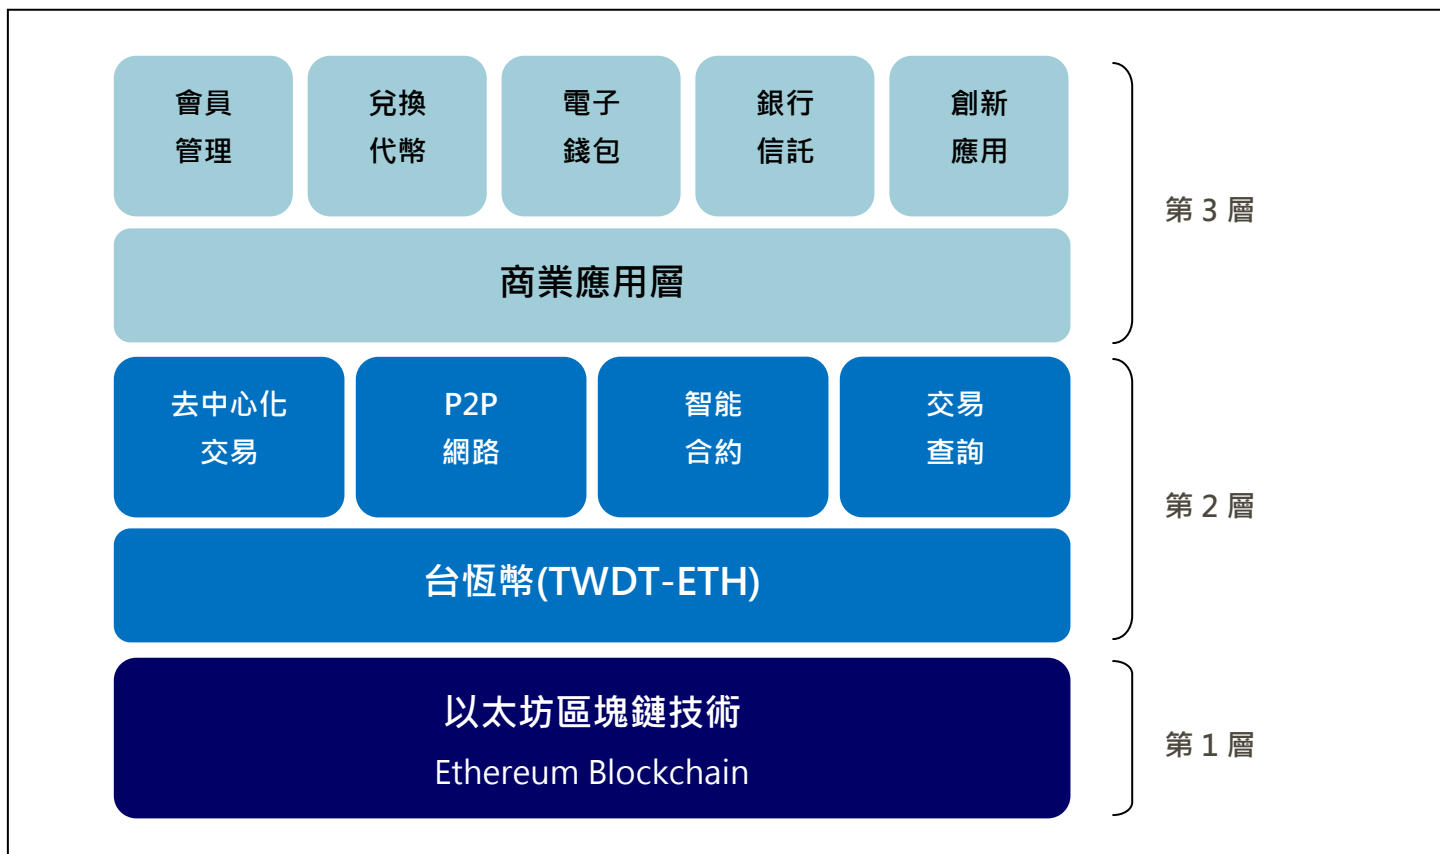 會員
管理
兌換
代幣
電子
錢包
銀行
信託
創新
應用
商業應用層
第 3 層
去中心化
交易
P2P
網路
智能
合約
交易
查詢
台恆幣(TWDT-ETH)
第 2 層
以太坊區塊鏈技術
Ethereum Blockchain
第 1 層